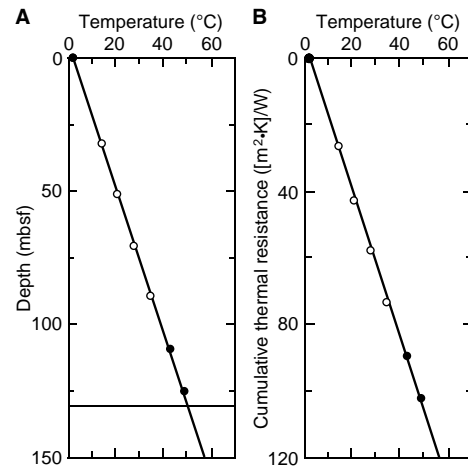 A
Temperature (°C)
0 20 40 60
0
50
100
150
Depth (mbsf)
B
Temperature (°C)
0 20 40 60
0
40
80
120
Cumulative thermal resistance ([m²•K]/W)